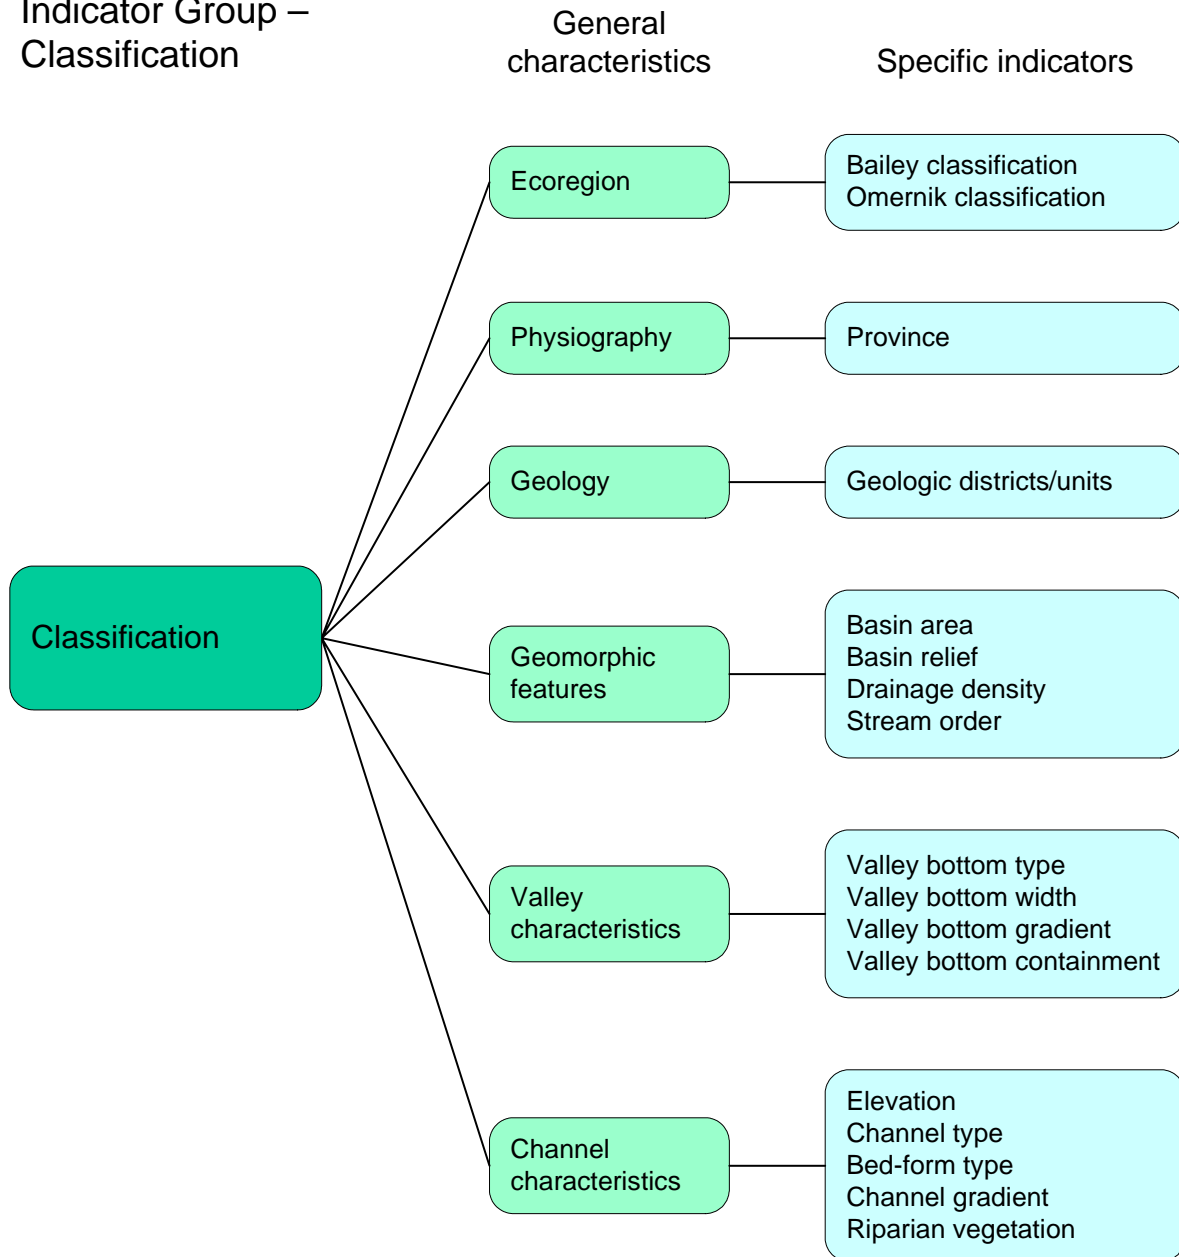 Indicator Group –
Classification
General
characteristics
Specific indicators
Classification
Ecoregion
Bailey classification
Omernik classification
Physiography
Province
Geology
Geologic districts/units
Geomorphic
features
Basin area
Basin relief
Drainage density
Stream order
Valley
characteristics
Valley bottom type
Valley bottom width
Valley bottom gradient
Valley bottom containment
Channel
characteristics
Elevation
Channel type
Bed-form type
Channel gradient
Riparian vegetation